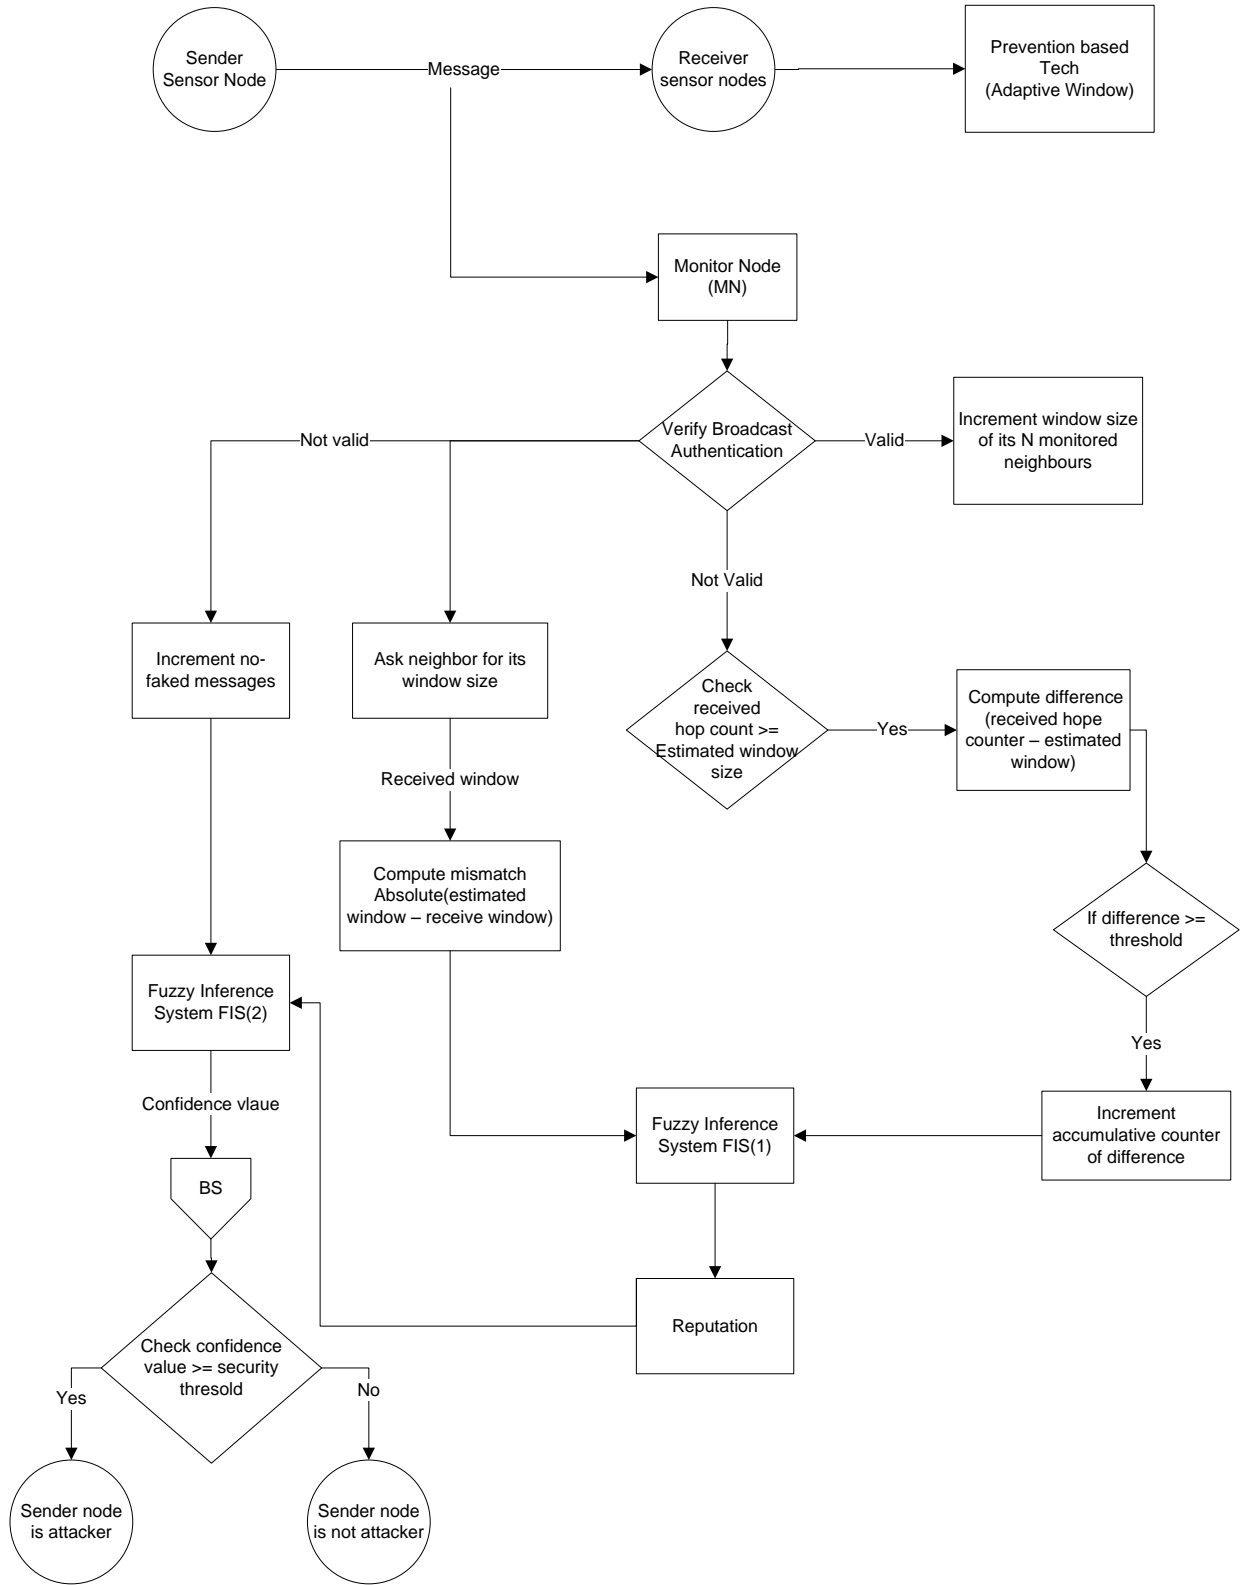 Sender
Sensor Node
Message
Receiver
sensor nodes
Prevention based
Tech
(Adaptive Window)
Monitor Node
(MN)
Verify Broadcast
Authentication
Not valid
Valid
Increment window size
of its N monitored
neighbours
Not Valid
Increment no-
faked messages
Ask neighbor for its
window size
Check
received
hop count >=
Estimated window
size
Yes
Compute difference
(received hope
counter – estimated
window)
Received window
Compute mismatch
Absolute(estimated
window – receive window)
If difference >=
threshold
Fuzzy Inference
System FIS(2)
Yes
Confidence vlaue
Fuzzy Inference
System FIS(1)
Increment
accumulative counter
of difference
BS
Reputation
Check confidence
value >= security
thresold
Yes
No
Sender node
is attacker
Sender node
is not attacker